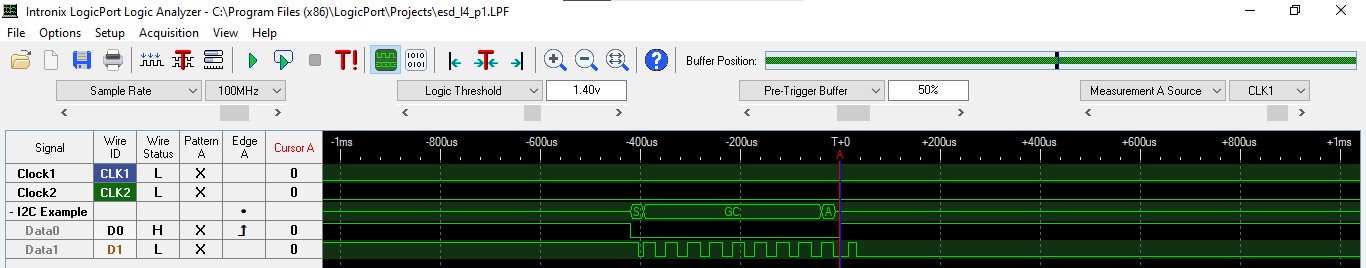 Intronix LogicPort Logic Analyzer - C:\Program Files (x86)\LogicPort\Projects\esd_l4_p1.LPF
File Options Setup Acquisition View Help
T! 1010 0101 T ? Buffer Position:
Sample Rate 100MHz Logic Threshold 1.40v Pre-Trigger Buffer 50% Measurement A Source CLK1
Signal Wire ID Wire Status Pattern A Edge A Cursor A -1ms -800us -600us -400us -200us T+0 +200us +400us +600us +800us +1ms
A
Clock1 CLK1 L X 0
Clock2 CLK2 L X 0
- I2C Example S GC A
Data0 D0 H X 0
Data1 D1 L X 0